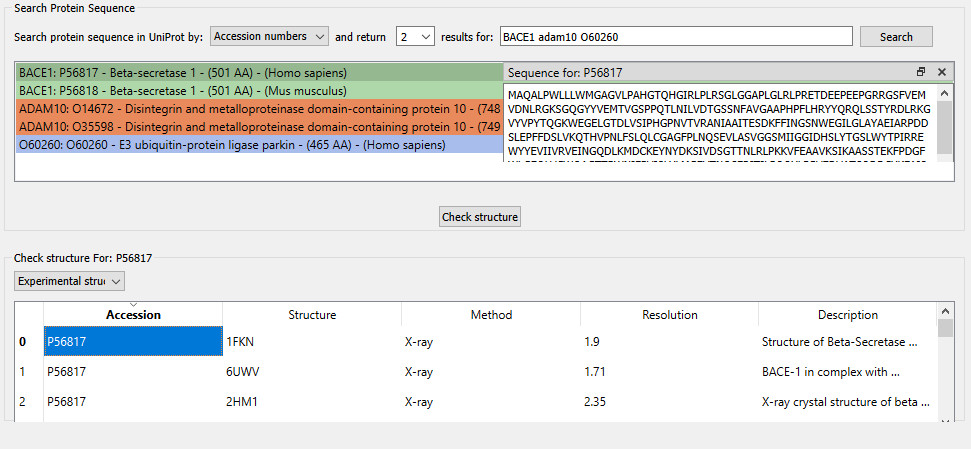 Search Protein Sequence
Search protein sequence in UniProt by: Accession numbers and return 2 results for: BACE1 adam10 O60260 Search
BACE1: P56817 - Beta-secretase 1 - (501 AA) - (Homo sapiens)
BACE1: P56818 - Beta-secretase 1 - (501 AA) - (Mus musculus)
ADAM10: O14672 - Disintegrin and metalloproteinase domain-containing protein 10 - (748
ADAM10: O35598 - Disintegrin and metalloproteinase domain-containing protein 10 - (749
O60260: O60260 - E3 ubiquitin-protein ligase parkin - (465 AA) - (Homo sapiens)
Sequence for: P56817
MAQALPWLLLWMGAGVLPAHGTQHGIRLPLRSGLGGAPLGLRLPRETDEEPEEPGRRGSFVEM
VDNLRGKSGQGYYVEMTVGSPPQTLNILVDTGSSNFAVGAAPHPFLHRYYQRQLSSTYRDLRKG
VYVPYTQGKWEGELGTDLVSIPHGPNVTVRANIAAITESDKFFINGSNWEGILGLAYAEIARPDD
SLEPFFDSLVKQTHVPNLFSLQLCGAGFPLNQSEVLASVGGSMIIGGIDHSLYTGSLWYTPIRRE
WYYEVIIVRVEINGQDLKMDCKEYNYDKSIVDSGTTNLRLPKKVFEAAVKSIKAASSTEKFPDGF
Check structure
Check structure For: P56817
Experimental struc
Accession Structure Method Resolution Description
0 P56817 1FKN X-ray 1.9 Structure of Beta-Secretase ...
1 P56817 6UWV X-ray 1.71 BACE-1 in complex with ...
2 P56817 2HM1 X-ray 2.35 X-ray crystal structure of beta ...